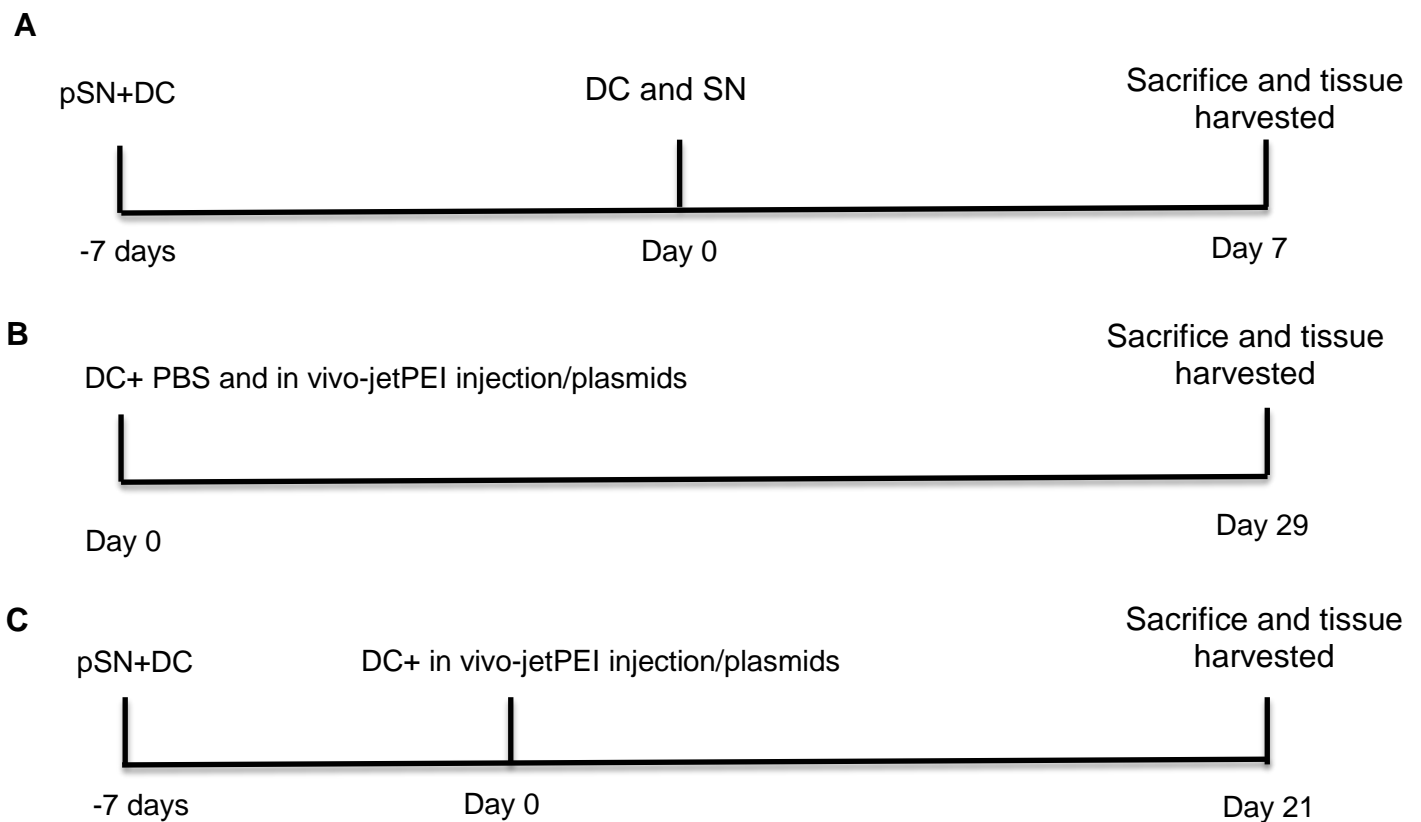 A
pSN+DC
DC and SN
Sacrifice and tissue
harvested
-7 days
Day 0
Day 7
B
DC+ PBS and in vivo-jetPEI injection/plasmids
Sacrifice and tissue
harvested
Day 0
Day 29
C
pSN+DC
DC+ in vivo-jetPEI injection/plasmids
Sacrifice and tissue
harvested
-7 days
Day 0
Day 21